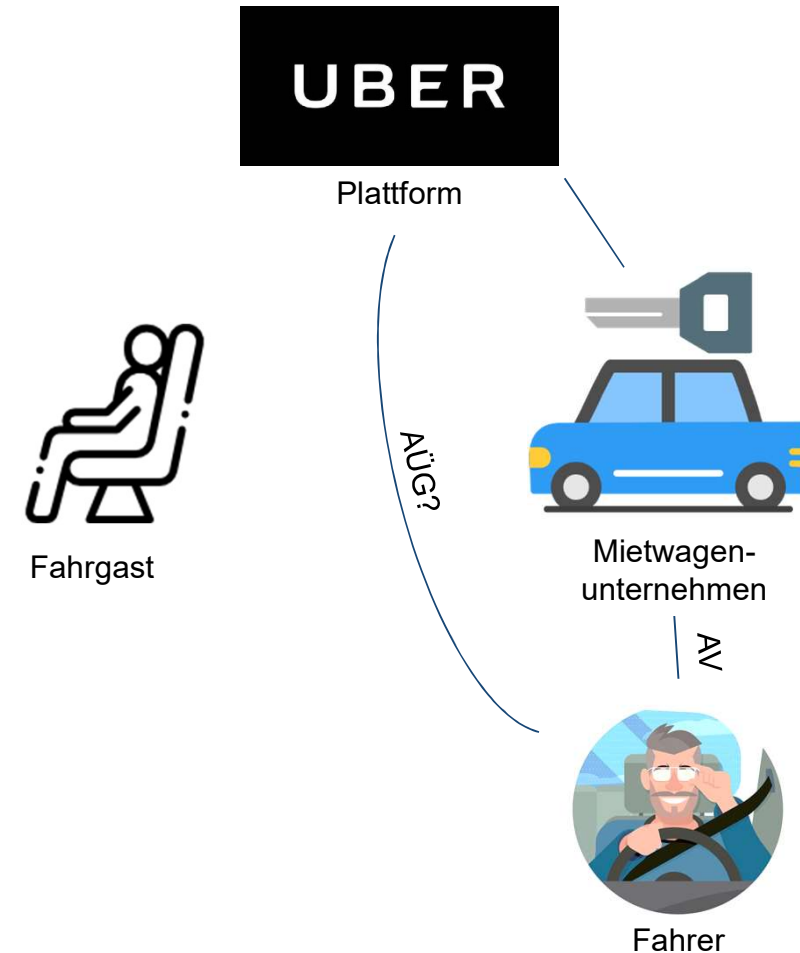 UBER
Plattform
AÜG?
Fahrgast
Mietwagen-
unternehmen
AV
Fahrer